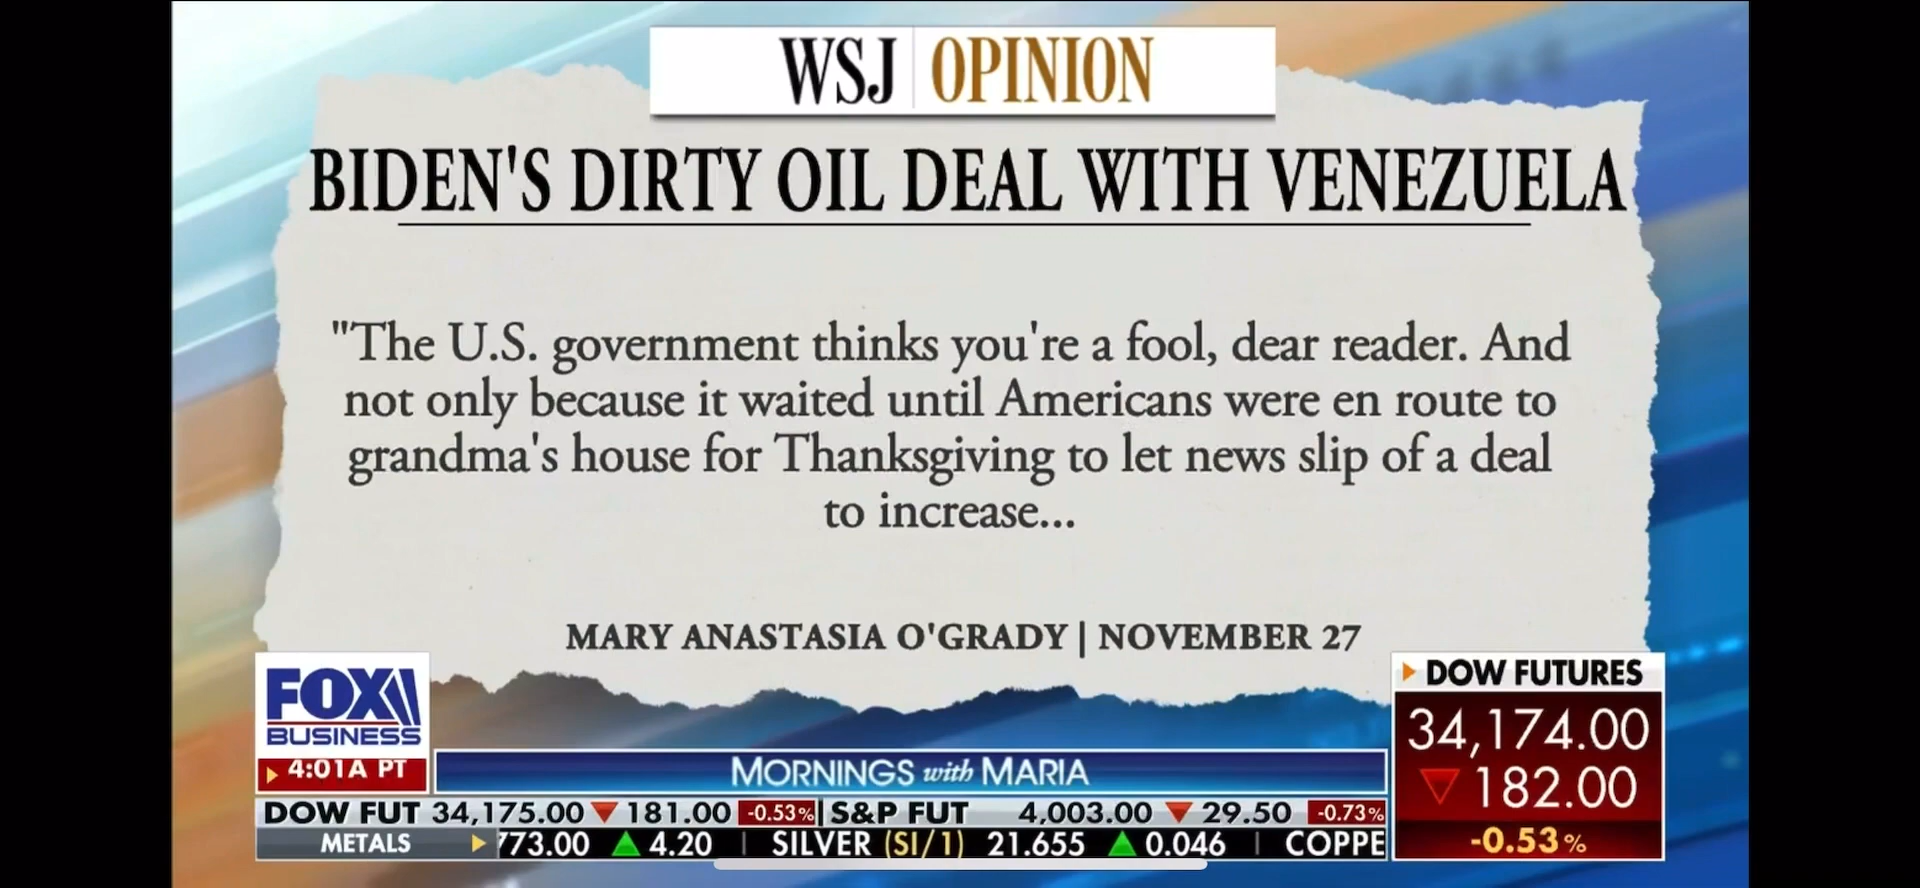 WSJ OPINION
BIDEN'S DIRTY OIL DEAL WITH VENEZUELA
"The U.S. government thinks you're a fool, dear reader. And
not only because it waited until Americans were en route to
grandma's house for Thanksgiving to let news slip of a deal
to increase...
MARY ANASTASIA O'GRADY | NOVEMBER 27
FOX
BUSINESS
4:01A PT
MORNINGS with MARIA
DOW FUTURES
34,174.00
▼ 182.00
-0.53%
DOW FUT 34,175.00 ▼ 181.00 -0.53% S&P FUT 4,003.00 ▼ 29.50 -0.73%
METALS 773.00 ▲ 4.20 | SILVER (SI/1) 21.655 ▲ 0.046 | COPPE